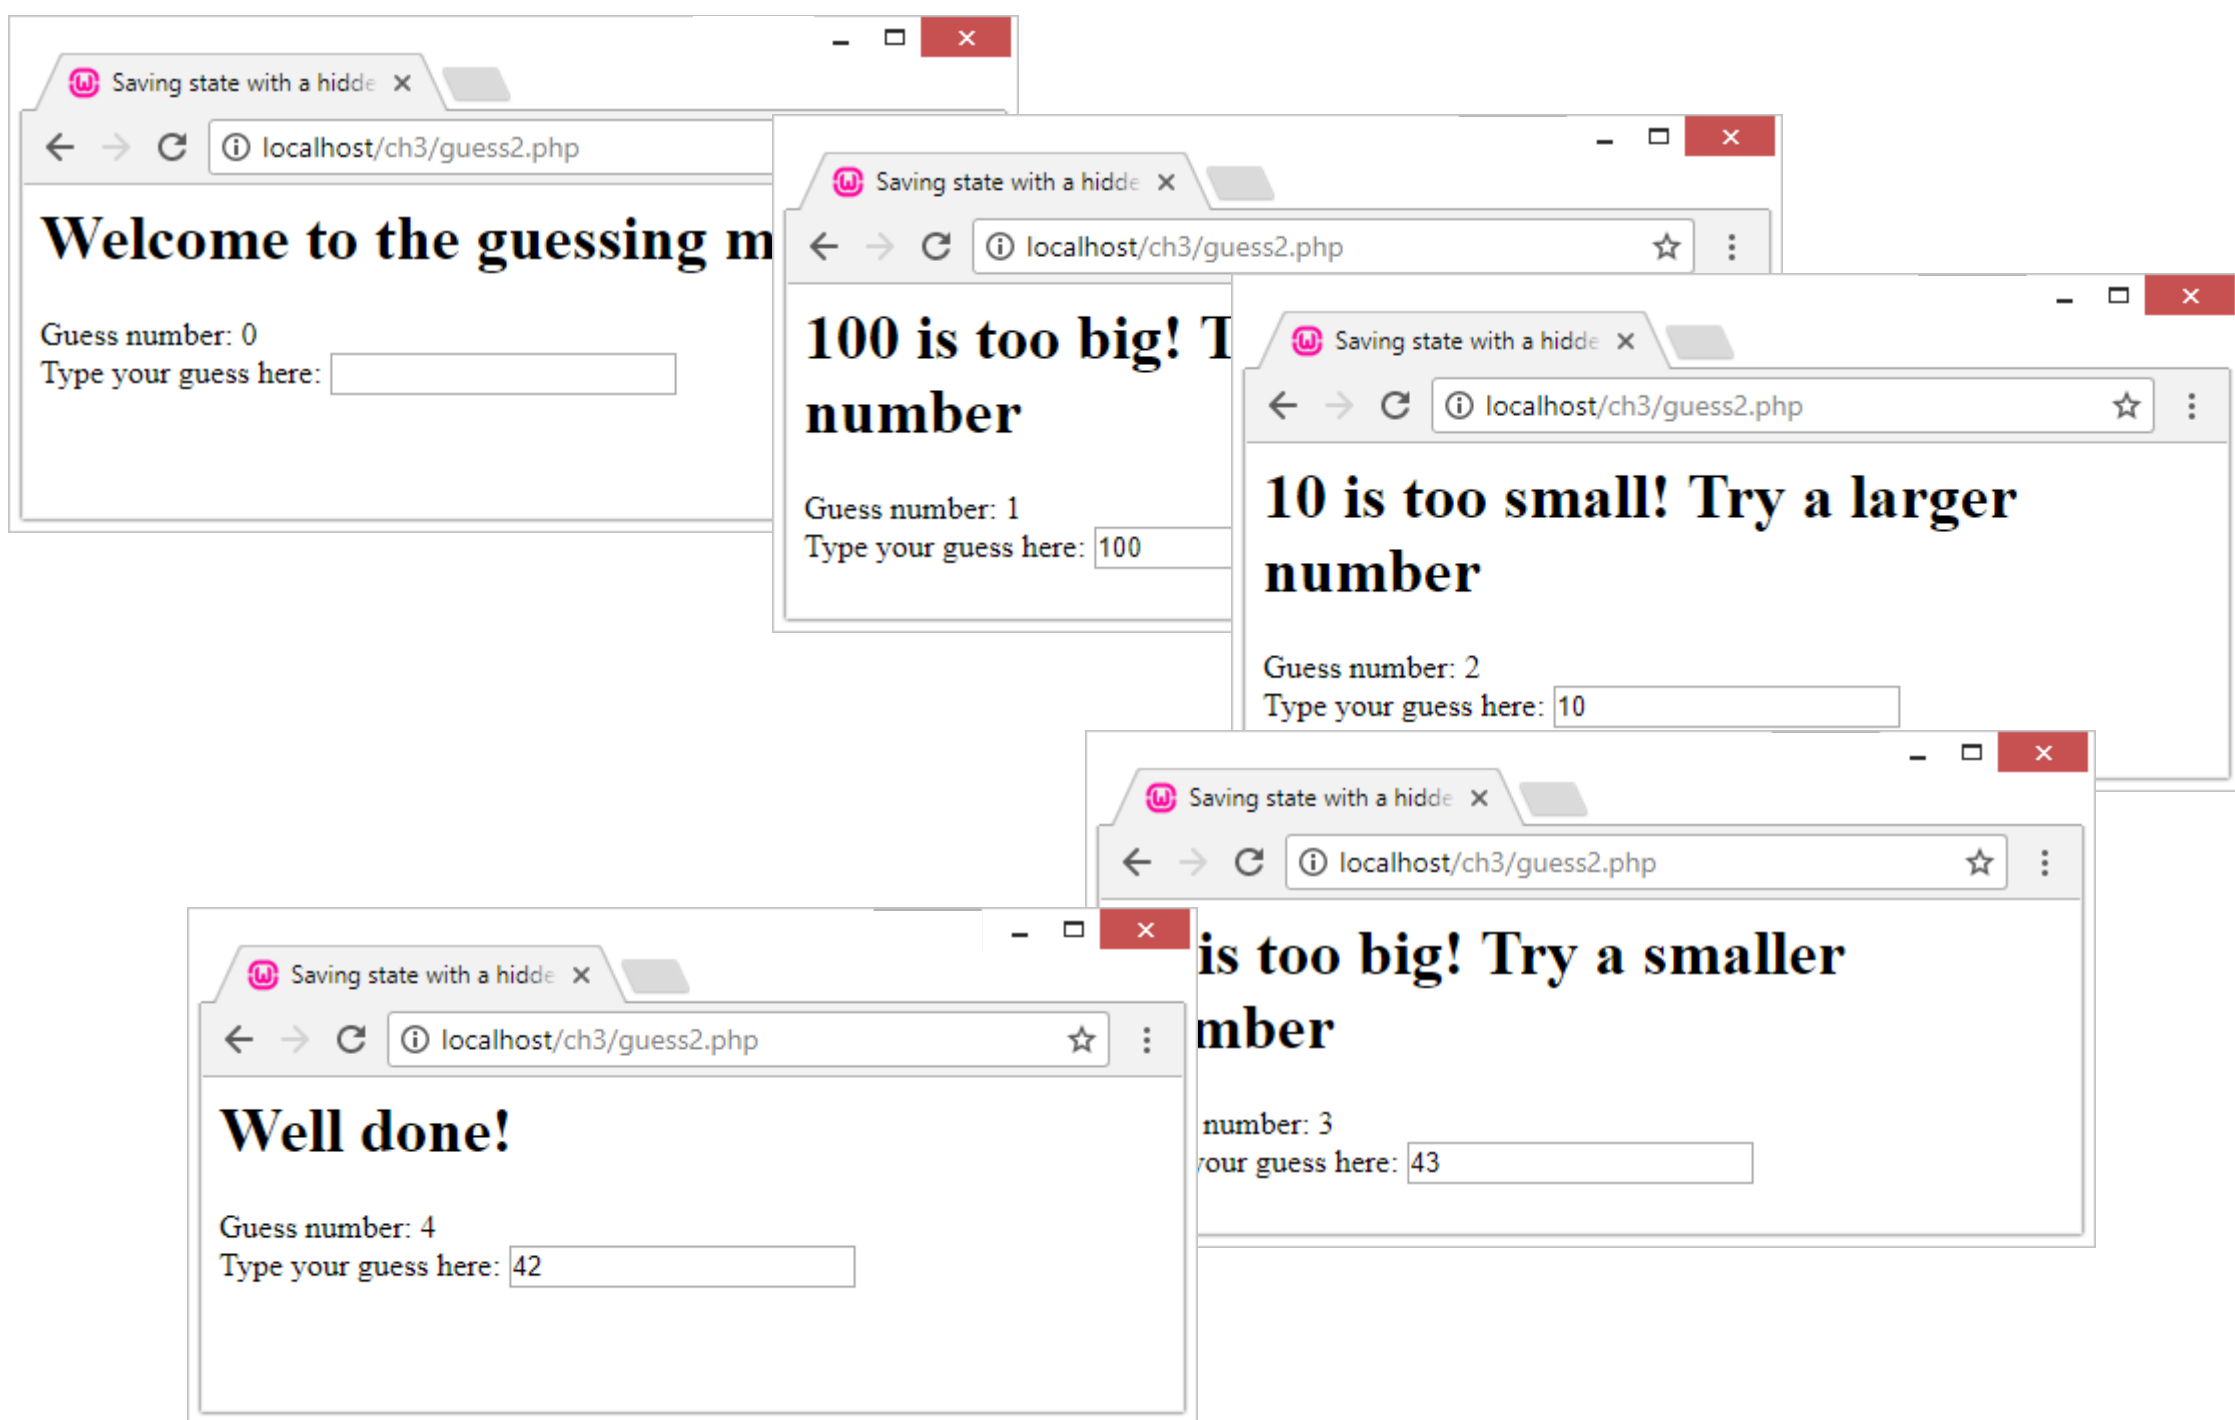 Saving state with a hidde
localhost/ch3/guess2.php
Welcome to the guessing m
Guess number: 0
Type your guess here:
Saving state with a hidde
localhost/ch3/guess2.php
100 is too big! T
number
Guess number: 1
Type your guess here: 100
Saving state with a hidde
localhost/ch3/guess2.php
10 is too small! Try a larger
number
Guess number: 2
Type your guess here: 10
Saving state with a hidde
localhost/ch3/guess2.php
is too big! Try a smaller
mber
number: 3
your guess here: 43
Saving state with a hidde
localhost/ch3/guess2.php
Well done!
Guess number: 4
Type your guess here: 42